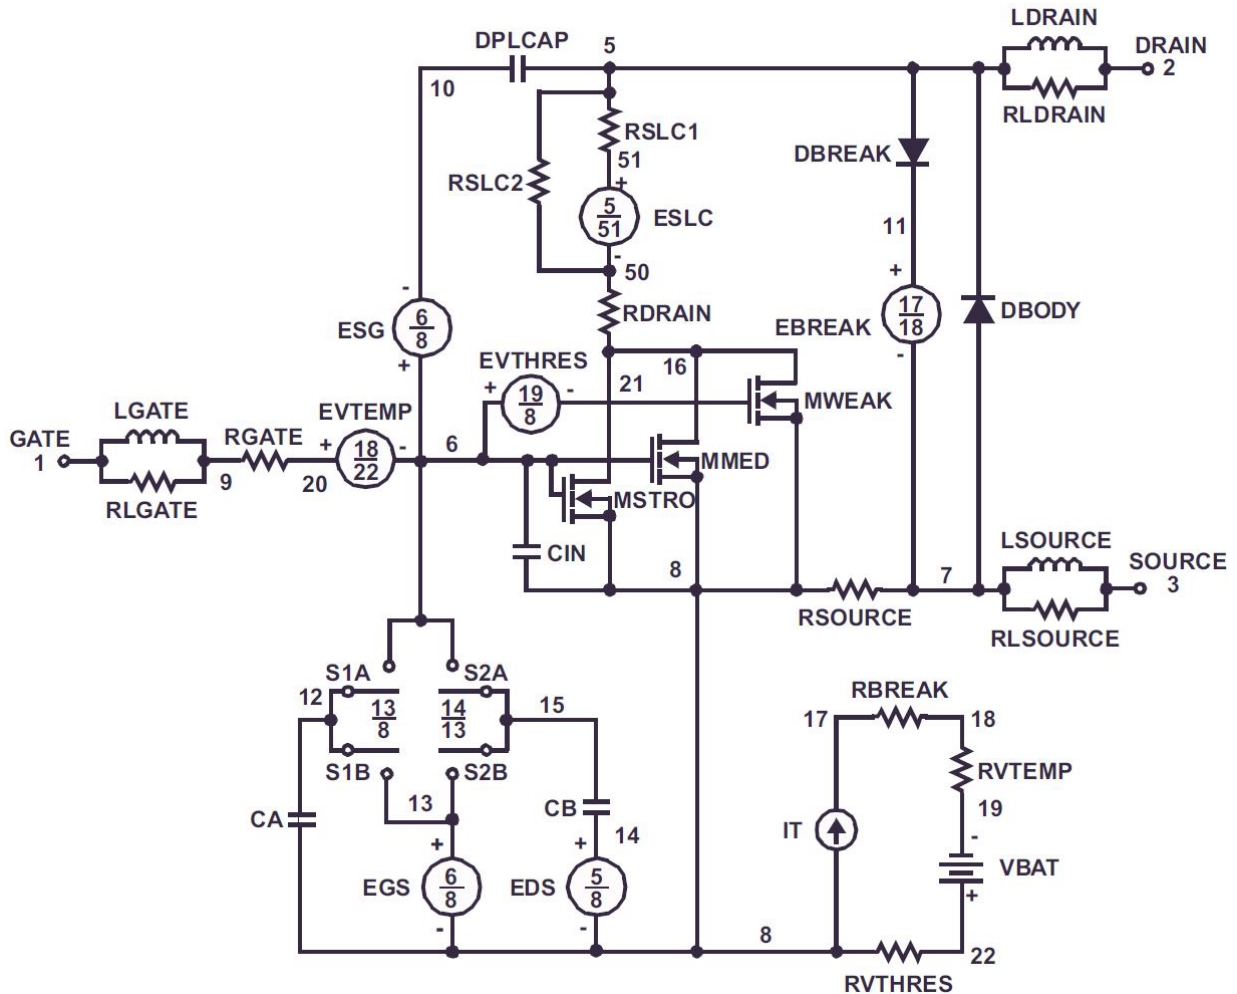 LDRAIN
DPLCAP
5
DRAIN
2
10
RLDRAIN
RSLC1
51
DBREAK
RSLC2
+
5
51
ESLC
11
-
50
+
-
ESG
6
8
RDRAIN
EBREAK
17
18
DBODY
+
EVTHRES
16
-
+
19
8
-
21
MWEAK
LGATE
EVTEMP
GATE
1
RGATE
+
18
22
-
6
MMED
9
20
RLGATE
MSTRO
CIN
LSOURCE
8
7
SOURCE
3
RSOURCE
RLSOURCE
S1A
S2A
12
13
8
14
13
15
RBREAK
17
18
S1B
S2B
RVTEMP
13
CB
19
CA
+
+
14
IT
-
VBAT
EGS
6
8
EDS
5
8
+
-
-
8
22
RVTHRES